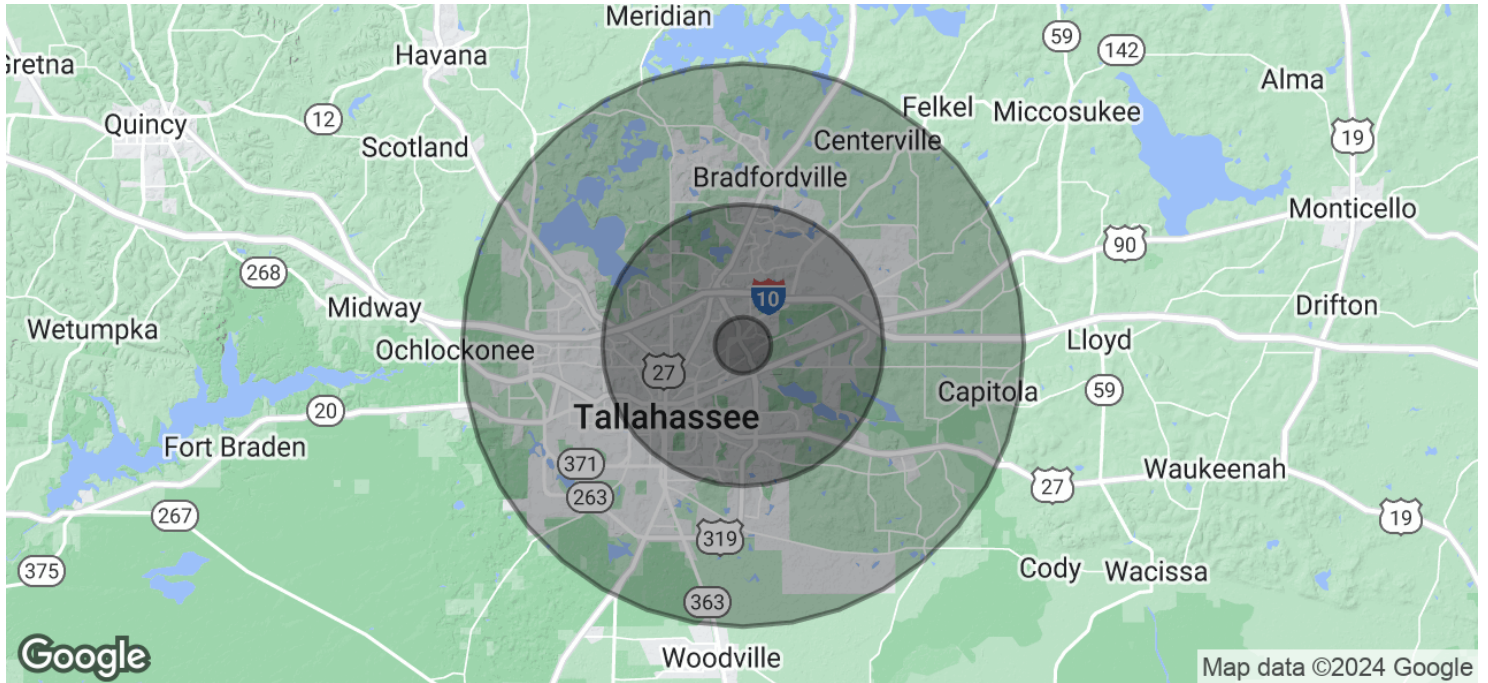 Meridian
59
142
Havana
Gretna
Alma
Felkel
Miccosukee
12
Quincy
19
Centerville
Scotland
Bradfordville
Monticello
90
268
10
Midway
Drifton
Wetumpka
Lloyd
Ochlockonee
27
Capitola
59
20
Tallahassee
Fort Braden
371
Waukeenah
27
263
267
19
319
375
Cody
Wacissa
363
Woodville
Google
Map data ©2024 Google